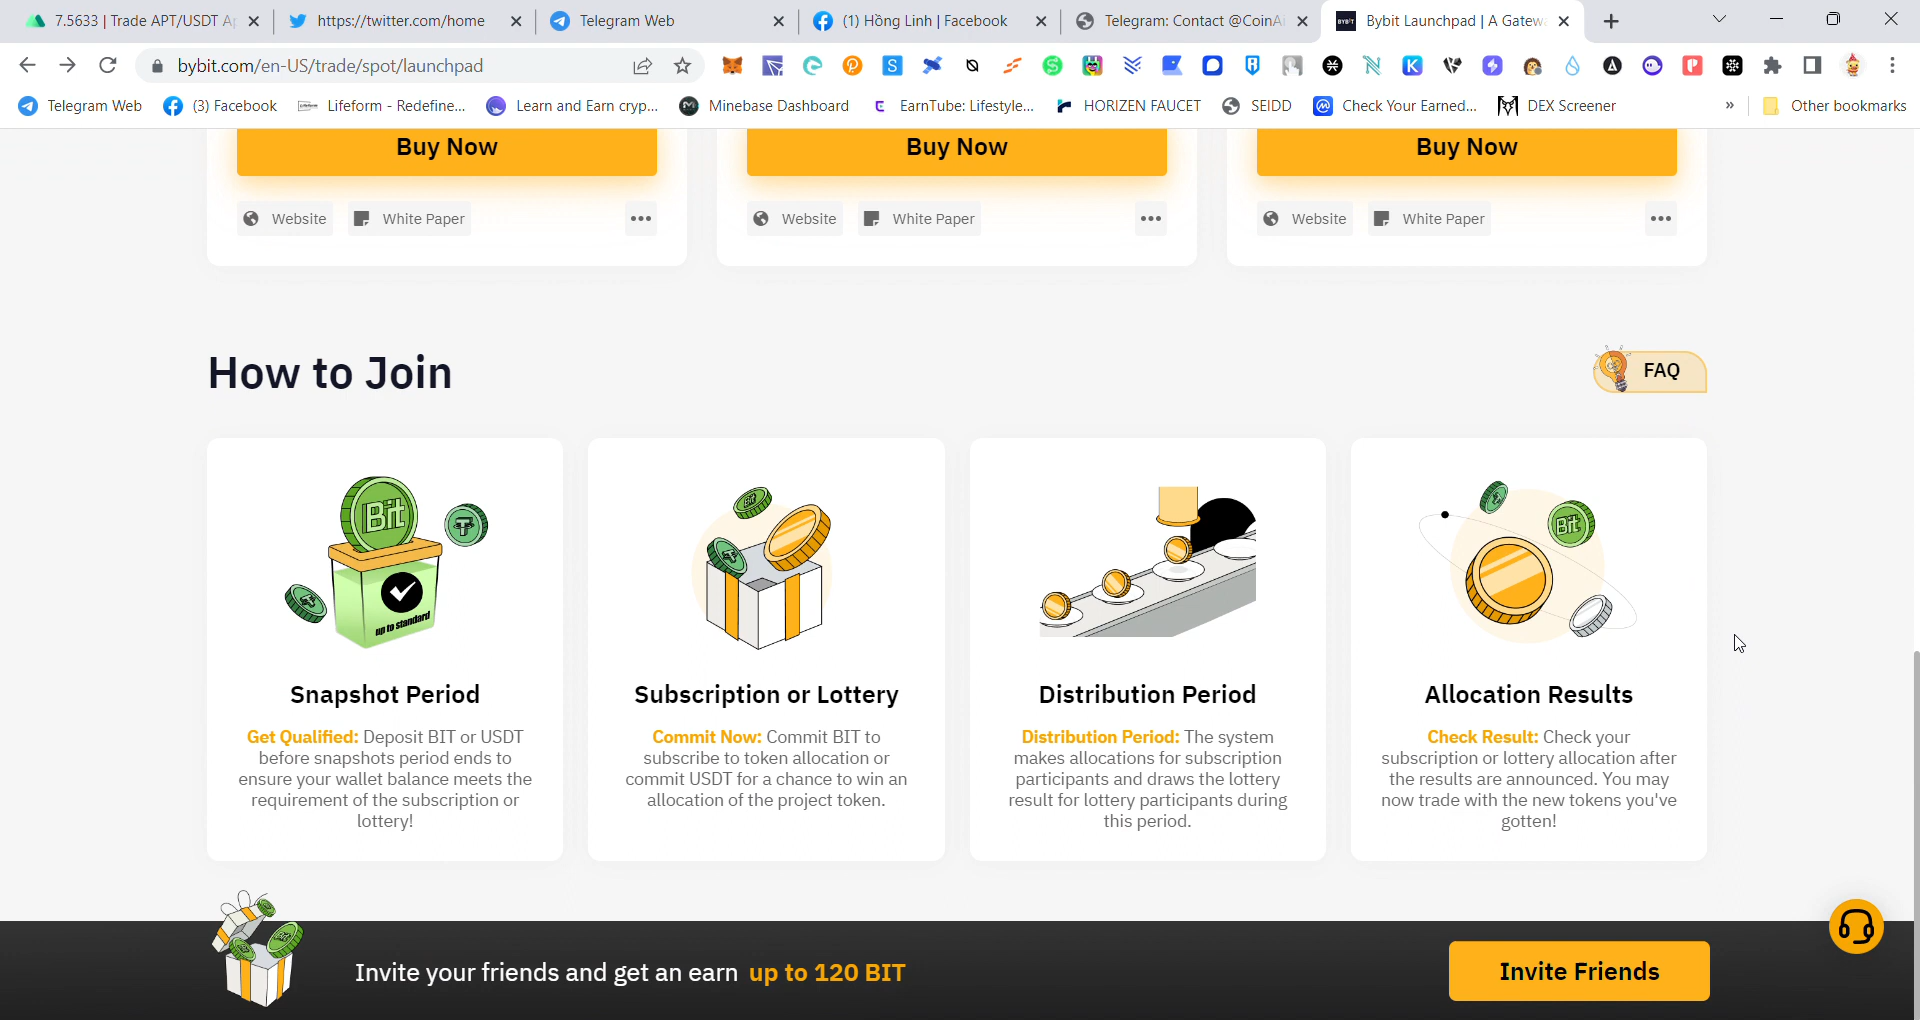 7.5633 | Trade APT/USDT
https://twitter.com/home
Telegram Web
(1) Hồng Linh | Facebook
Telegram: Contact @CoinAi
Bybit Launchpad | A Gatew
bybit.com/en-US/trade/spot/launchpad
Telegram Web
(3) Facebook
Lifeform - Redefine...
Learn and Earn cryp...
Minebase Dashboard
EarnTube: Lifestyle...
HORIZEN FAUCET
SEIDD
Check Your Earned...
DEX Screener
»
Other bookmarks
Buy Now
Buy Now
Buy Now
Website
White Paper
Website
White Paper
Website
White Paper
How to Join
FAQ
Bit
up to standard
Bit
Bit
Snapshot Period
Get Qualified: Deposit BIT or USDT
before snapshots period ends to
ensure your wallet balance meets the
requirement of the subscription or
lottery!
Subscription or Lottery
Commit Now: Commit BIT to
subscribe to token allocation or
commit USDT for a chance to win an
allocation of the project token.
Distribution Period
Distribution Period: The system
makes allocations for subscription
participants and draws the lottery
result for lottery participants during
this period.
Allocation Results
Check Result: Check your
subscription or lottery allocation after
the results are announced. You may
now trade with the new tokens you've
gotten!
Invite your friends and get an earn up to 120 BIT
Invite Friends